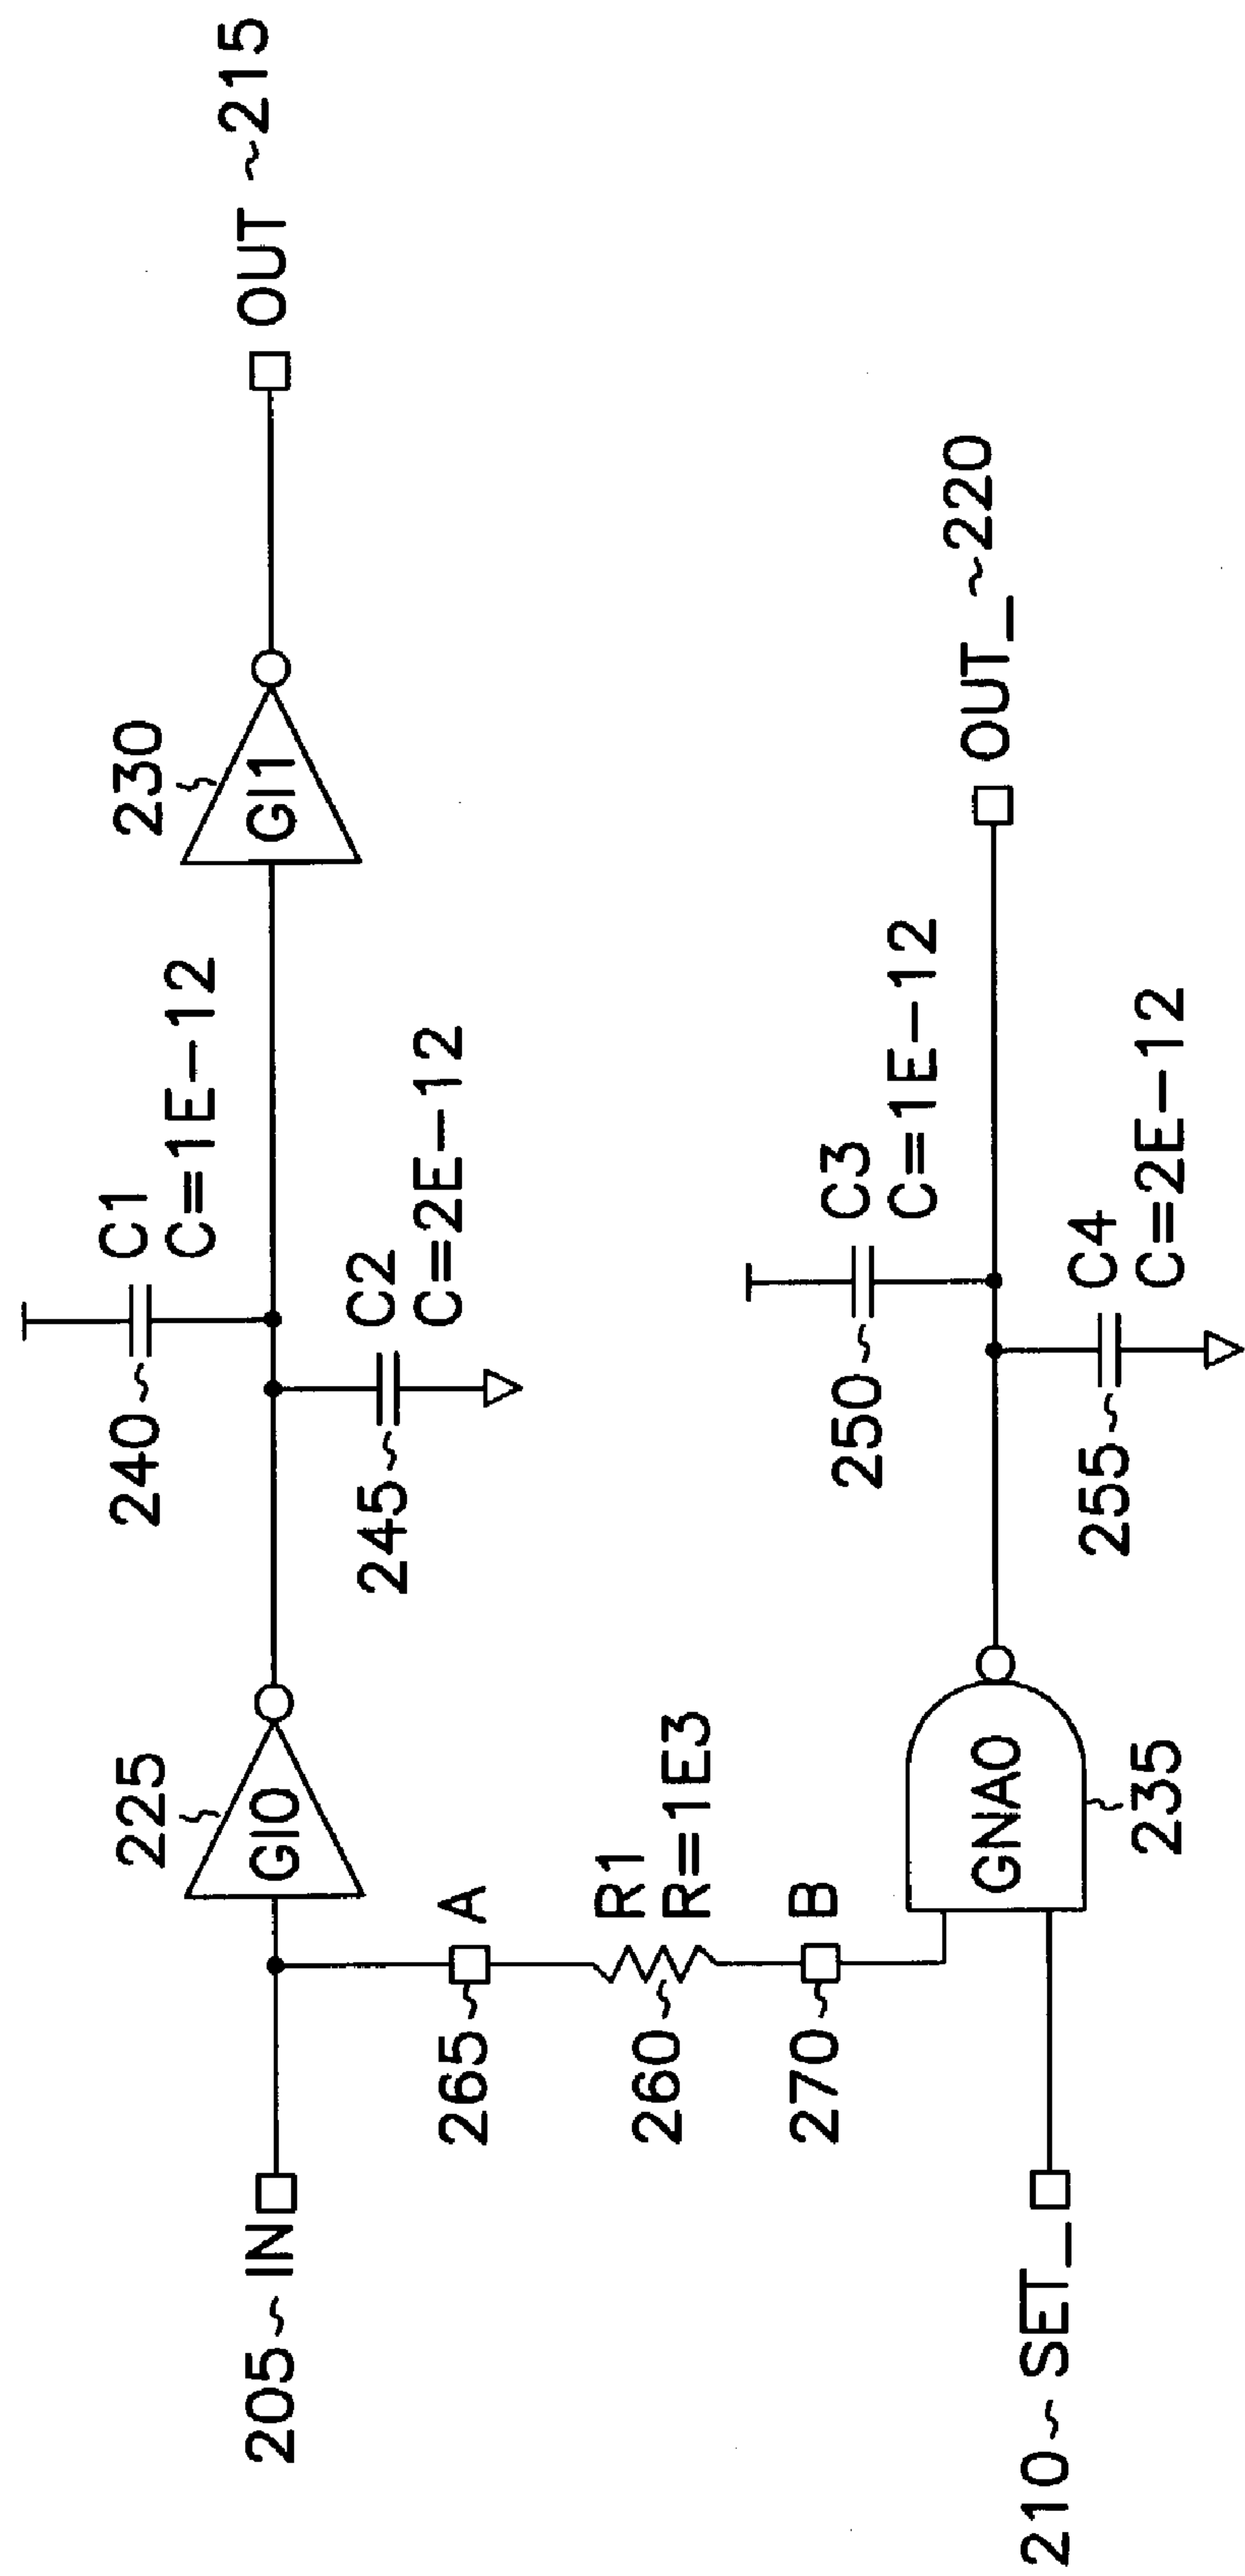 205 ~ IN
225
GI0
240 ~
C1
C=1E-12
245 ~
C2
C=2E-12
230
GI1
OUT ~215
265 ~
A
260 ~
R1
R=1E3
270 ~
B
210 ~ SET_
GNA0
235
250 ~
C3
C=1E-12
255 ~
C4
C=2E-12
OUT_ ~220